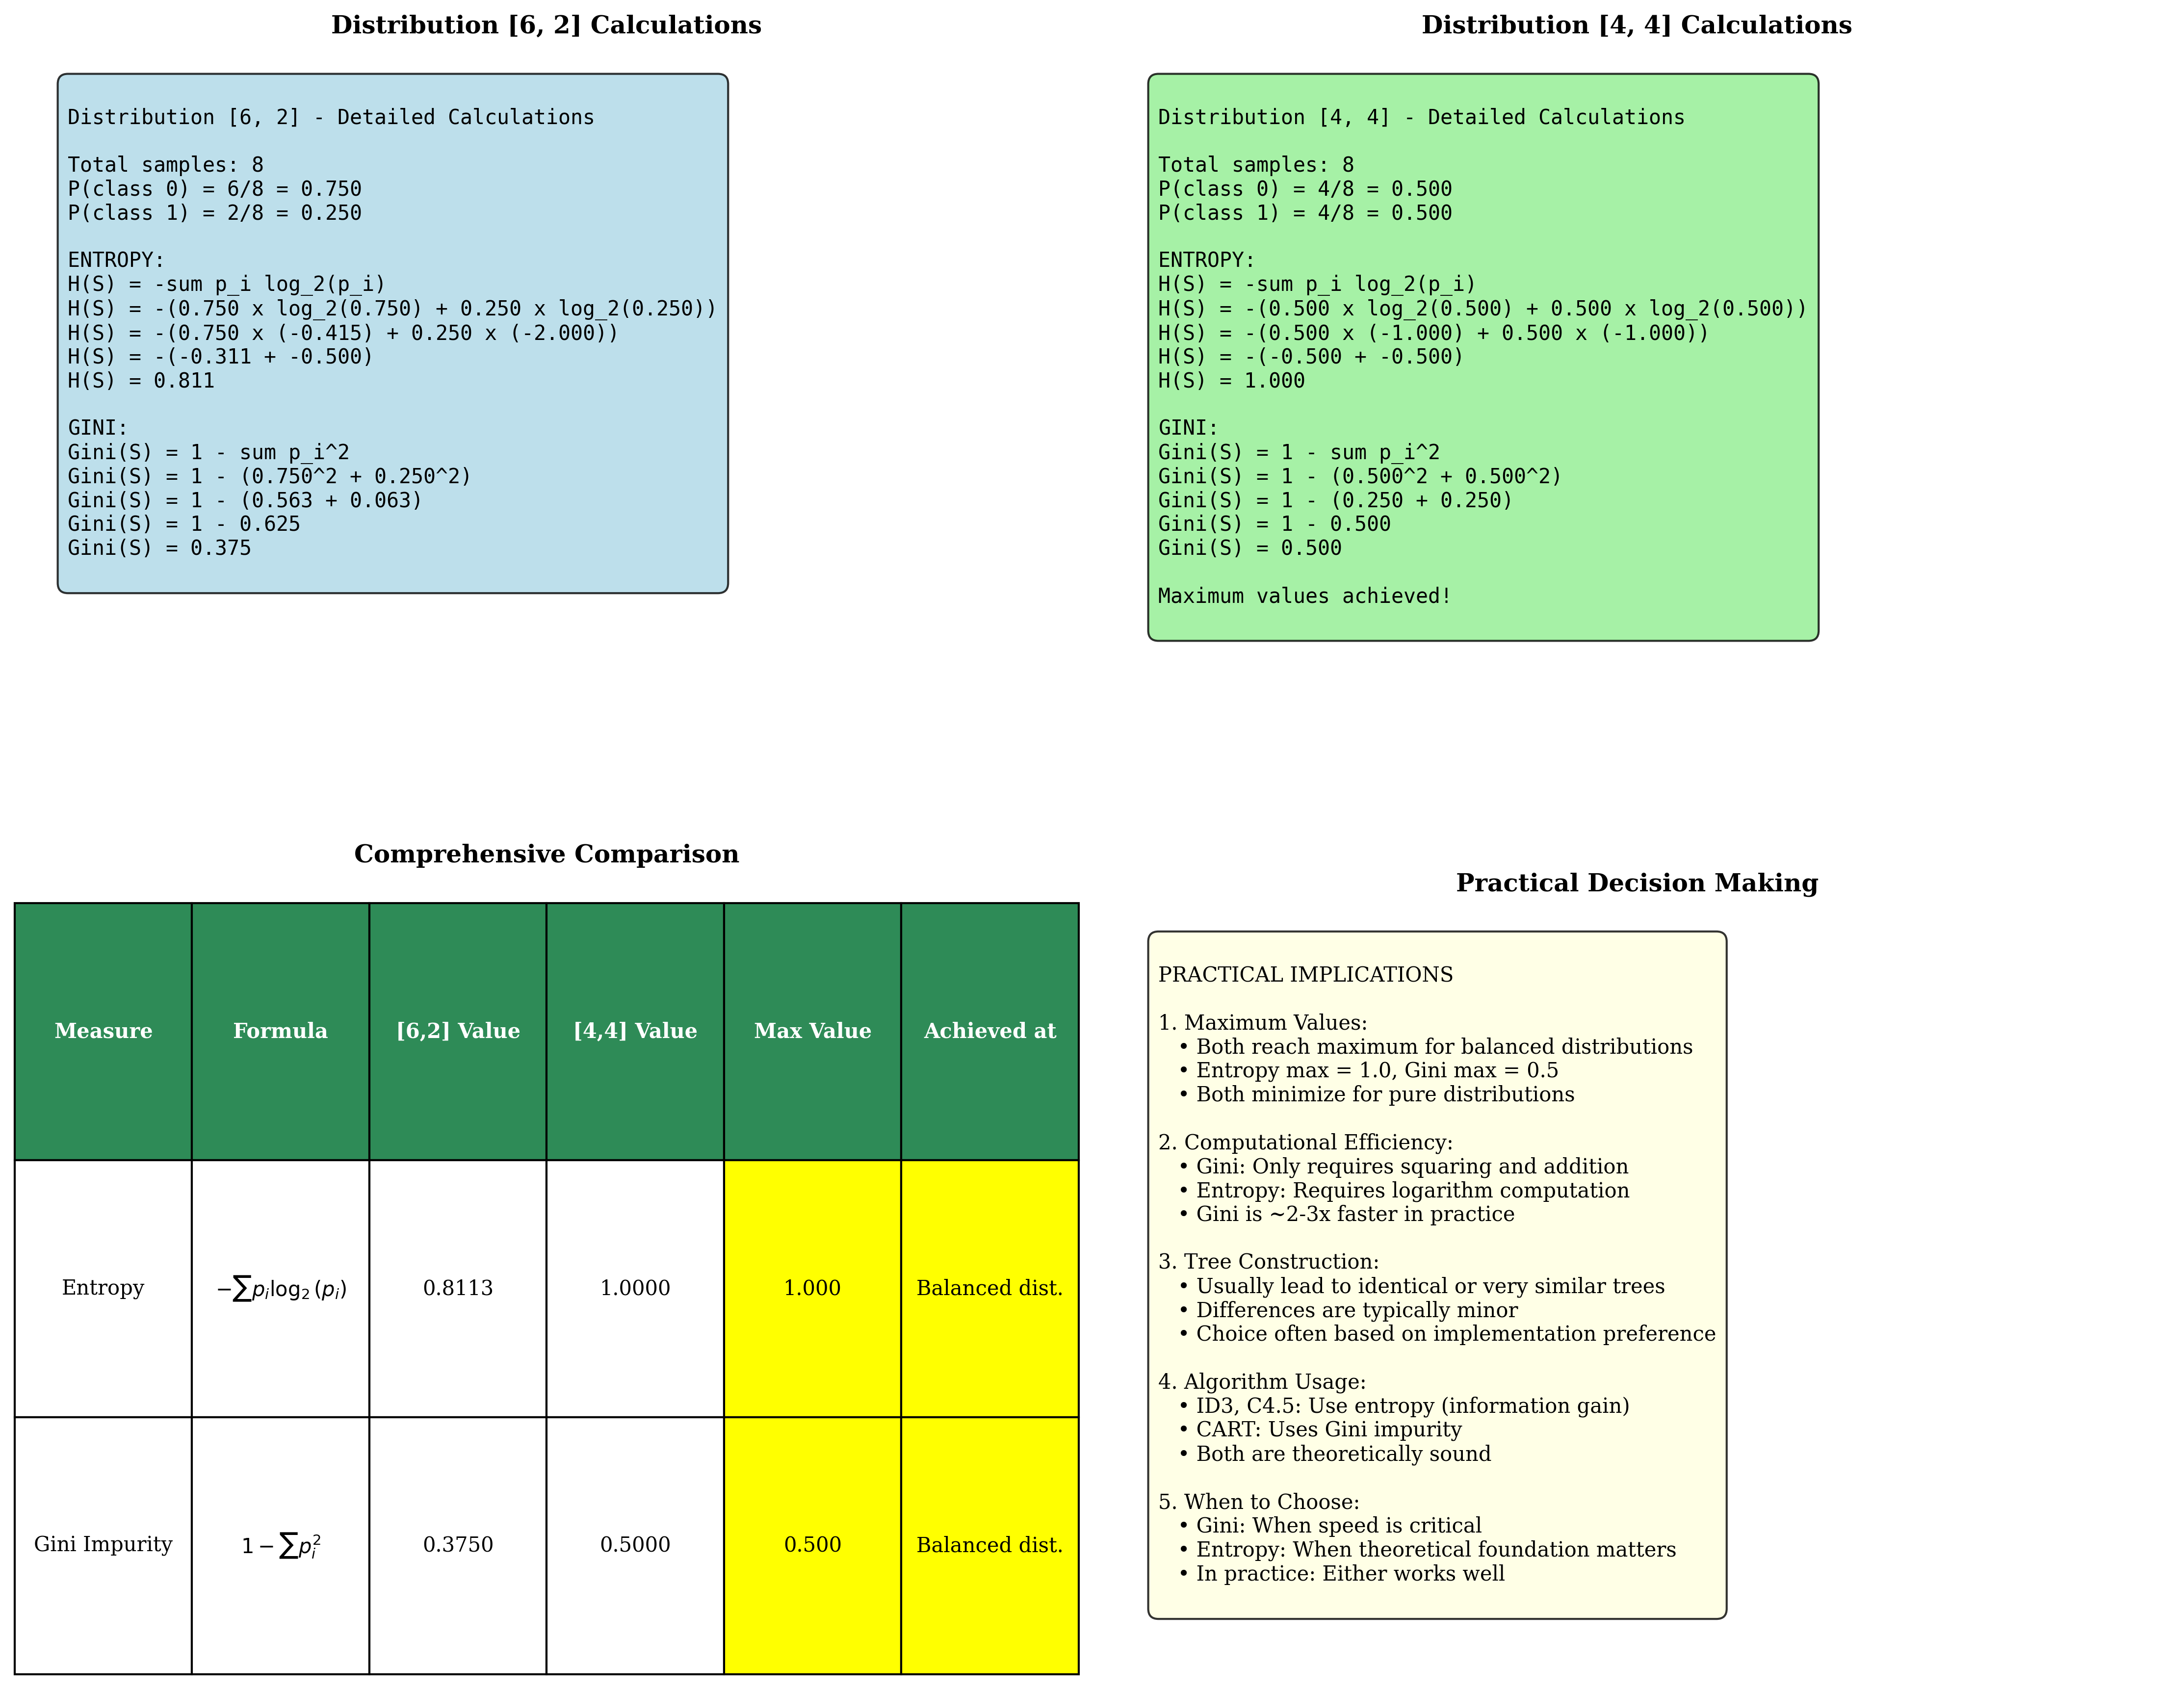 Distribution [6, 2] Calculations
Distribution [6, 2] - Detailed Calculations
Total samples: 8
P(class 0) = 6/8 = 0.750
P(class 1) = 2/8 = 0.250
ENTROPY:
H(S) = -sum p_i log_2(p_i)
H(S) = -(0.750 x log_2(0.750) + 0.250 x log_2(0.250))
H(S) = -(0.750 x (-0.415) + 0.250 x (-2.000))
H(S) = -(-0.311 + -0.500)
H(S) = 0.811
GINI:
Gini(S) = 1 - sum p_i^2
Gini(S) = 1 - (0.750^2 + 0.250^2)
Gini(S) = 1 - (0.563 + 0.063)
Gini(S) = 1 - 0.625
Gini(S) = 0.375
Distribution [4, 4] Calculations
Distribution [4, 4] - Detailed Calculations
Total samples: 8
P(class 0) = 4/8 = 0.500
P(class 1) = 4/8 = 0.500
ENTROPY:
H(S) = -sum p_i log_2(p_i)
H(S) = -(0.500 x log_2(0.500) + 0.500 x log_2(0.500))
H(S) = -(0.500 x (-1.000) + 0.500 x (-1.000))
H(S) = -(-0.500 + -0.500)
H(S) = 1.000
GINI:
Gini(S) = 1 - sum p_i^2
Gini(S) = 1 - (0.500^2 + 0.500^2)
Gini(S) = 1 - (0.250 + 0.250)
Gini(S) = 1 - 0.500
Gini(S) = 0.500
Maximum values achieved!
Comprehensive Comparison
Measure Formula [6,2] Value [4,4] Value Max Value Achieved at
Entropy −∑pᵢlog₂(pᵢ) 0.8113 1.0000 1.000 Balanced dist.
Gini Impurity 1−∑pᵢ² 0.3750 0.5000 0.500 Balanced dist.
Practical Decision Making
PRACTICAL IMPLICATIONS
1. Maximum Values:
• Both reach maximum for balanced distributions
• Entropy max = 1.0, Gini max = 0.5
• Both minimize for pure distributions
2. Computational Efficiency:
• Gini: Only requires squaring and addition
• Entropy: Requires logarithm computation
• Gini is ~2-3x faster in practice
3. Tree Construction:
• Usually lead to identical or very similar trees
• Differences are typically minor
• Choice often based on implementation preference
4. Algorithm Usage:
• ID3, C4.5: Use entropy (information gain)
• CART: Uses Gini impurity
• Both are theoretically sound
5. When to Choose:
• Gini: When speed is critical
• Entropy: When theoretical foundation matters
• In practice: Either works well